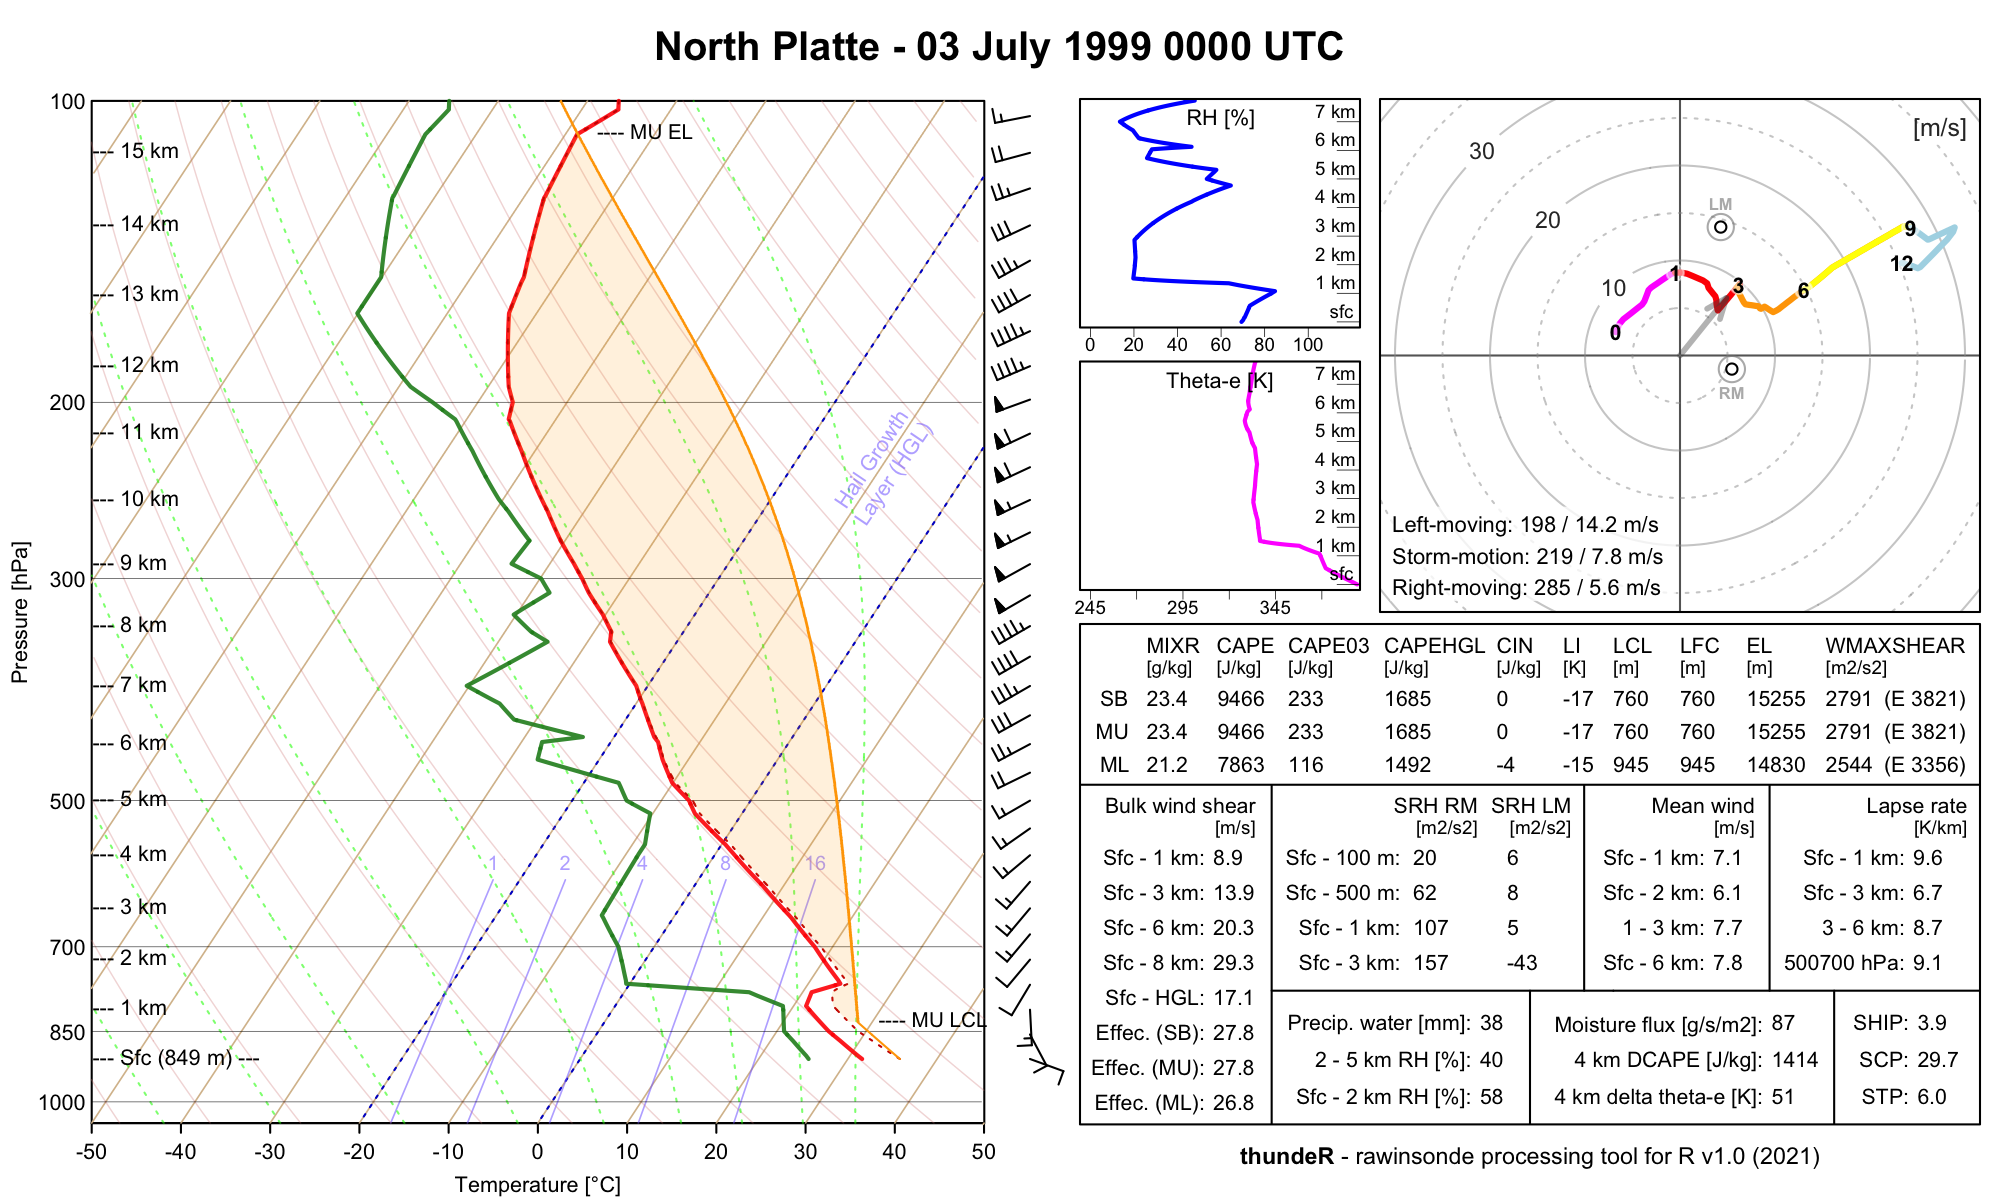 North Platte - 03 July 1999 0000 UTC
Pressure [hPa]
100
200
300
500
700
850
1000
--- 15 km
--- 14 km
--- 13 km
--- 12 km
--- 11 km
--- 10 km
--- 9 km
--- 8 km
--- 7 km
--- 6 km
--- 5 km
--- 4 km
--- 3 km
--- 2 km
--- 1 km
--- Sfc (849 m) ---
---- MU EL
---- MU LCL
Hail Growth
Layer (HGL)
1 2 4 8 16
-50 -40 -30 -20 -10 0 10 20 30 40 50
Temperature [°C]
RH [%]
7 km
6 km
5 km
4 km
3 km
2 km
1 km
sfc
0 20 40 60 80 100
Theta-e [K]
7 km
6 km
5 km
4 km
3 km
2 km
1 km
sfc
245 295 345
[m/s]
30
20
10
LM
RM
0 1 3 6 9 12
Left-moving: 198 / 14.2 m/s
Storm-motion: 219 / 7.8 m/s
Right-moving: 285 / 5.6 m/s
MIXR CAPE CAPE03 CAPEHGL CIN LI LCL LFC EL WMAXSHEAR
[g/kg] [J/kg] [J/kg] [J/kg] [J/kg] [K] [m] [m] [m] [m2/s2]
SB 23.4 9466 233 1685 0 -17 760 760 15255 2791 (E 3821)
MU 23.4 9466 233 1685 0 -17 760 760 15255 2791 (E 3821)
ML 21.2 7863 116 1492 -4 -15 945 945 14830 2544 (E 3356)
Bulk wind shear
[m/s]
Sfc - 1 km: 8.9
Sfc - 3 km: 13.9
Sfc - 6 km: 20.3
Sfc - 8 km: 29.3
Sfc - HGL: 17.1
Effec. (SB): 27.8
Effec. (MU): 27.8
Effec. (ML): 26.8
SRH RM SRH LM
[m2/s2] [m2/s2]
Sfc - 100 m: 20 6
Sfc - 500 m: 62 8
Sfc - 1 km: 107 5
Sfc - 3 km: 157 -43
Mean wind
[m/s]
Sfc - 1 km: 7.1
Sfc - 2 km: 6.1
1 - 3 km: 7.7
Sfc - 6 km: 7.8
Lapse rate
[K/km]
Sfc - 1 km: 9.6
Sfc - 3 km: 6.7
3 - 6 km: 8.7
500700 hPa: 9.1
Precip. water [mm]: 38
2 - 5 km RH [%]: 40
Sfc - 2 km RH [%]: 58
Moisture flux [g/s/m2]: 87
4 km DCAPE [J/kg]: 1414
4 km delta theta-e [K]: 51
SHIP: 3.9
SCP: 29.7
STP: 6.0
thundeR - rawinsonde processing tool for R v1.0 (2021)